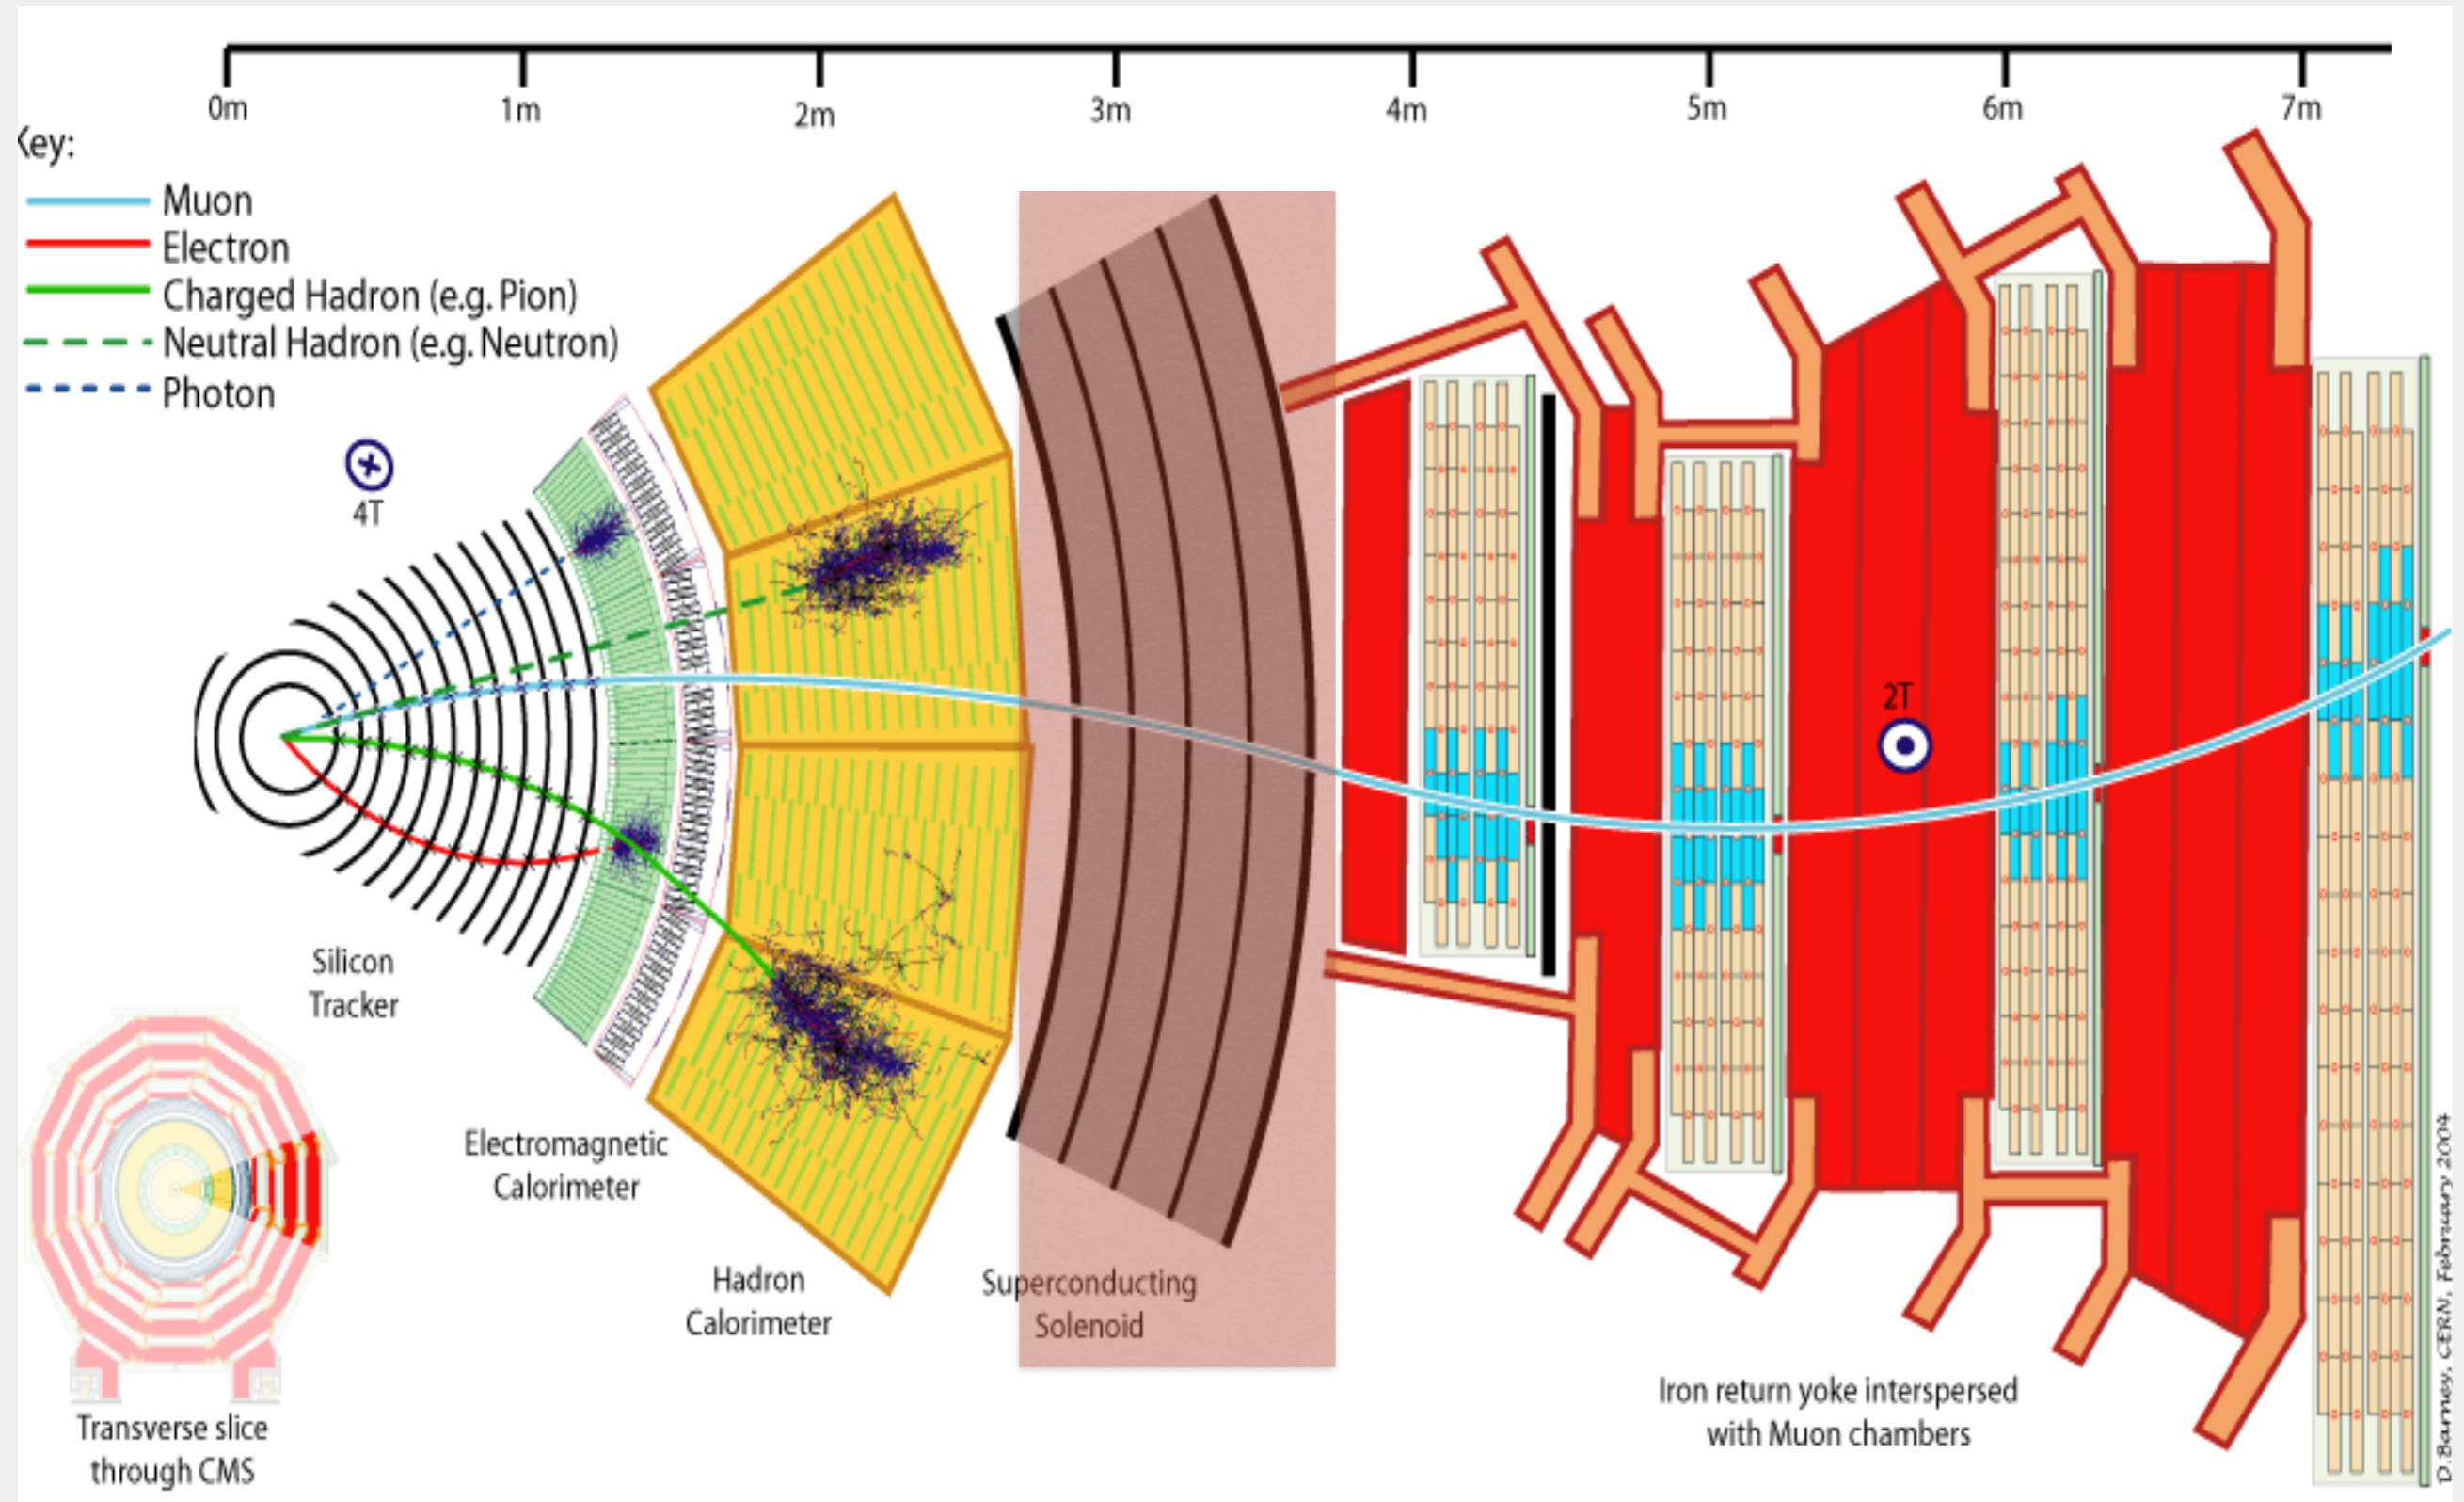 0m 1m 2m 3m 4m 5m 6m 7m
Key:
Muon
Electron
Charged Hadron (e.g. Pion)
Neutral Hadron (e.g. Neutron)
Photon
4T
2T
Silicon
Tracker
Electromagnetic
Calorimeter
Hadron
Calorimeter
Superconducting
Solenoid
Iron return yoke interspersed
with Muon chambers
Transverse slice
through CMS
D.Barney, CERN, February 2004